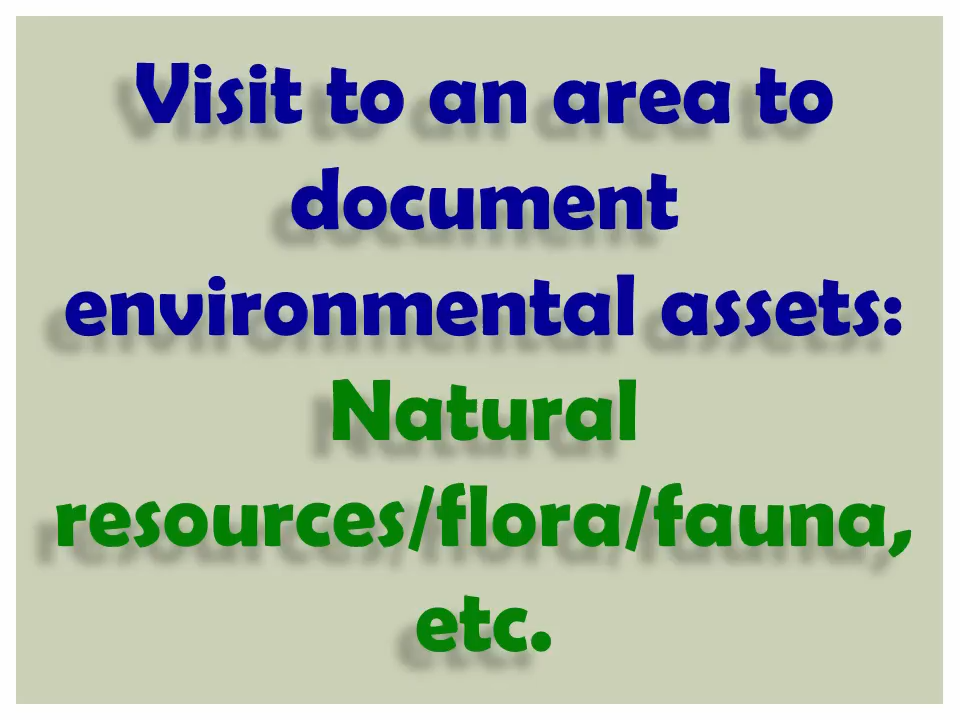 Visit to an area to
document
environmental assets:
Natural
resources/flora/fauna,
etc.